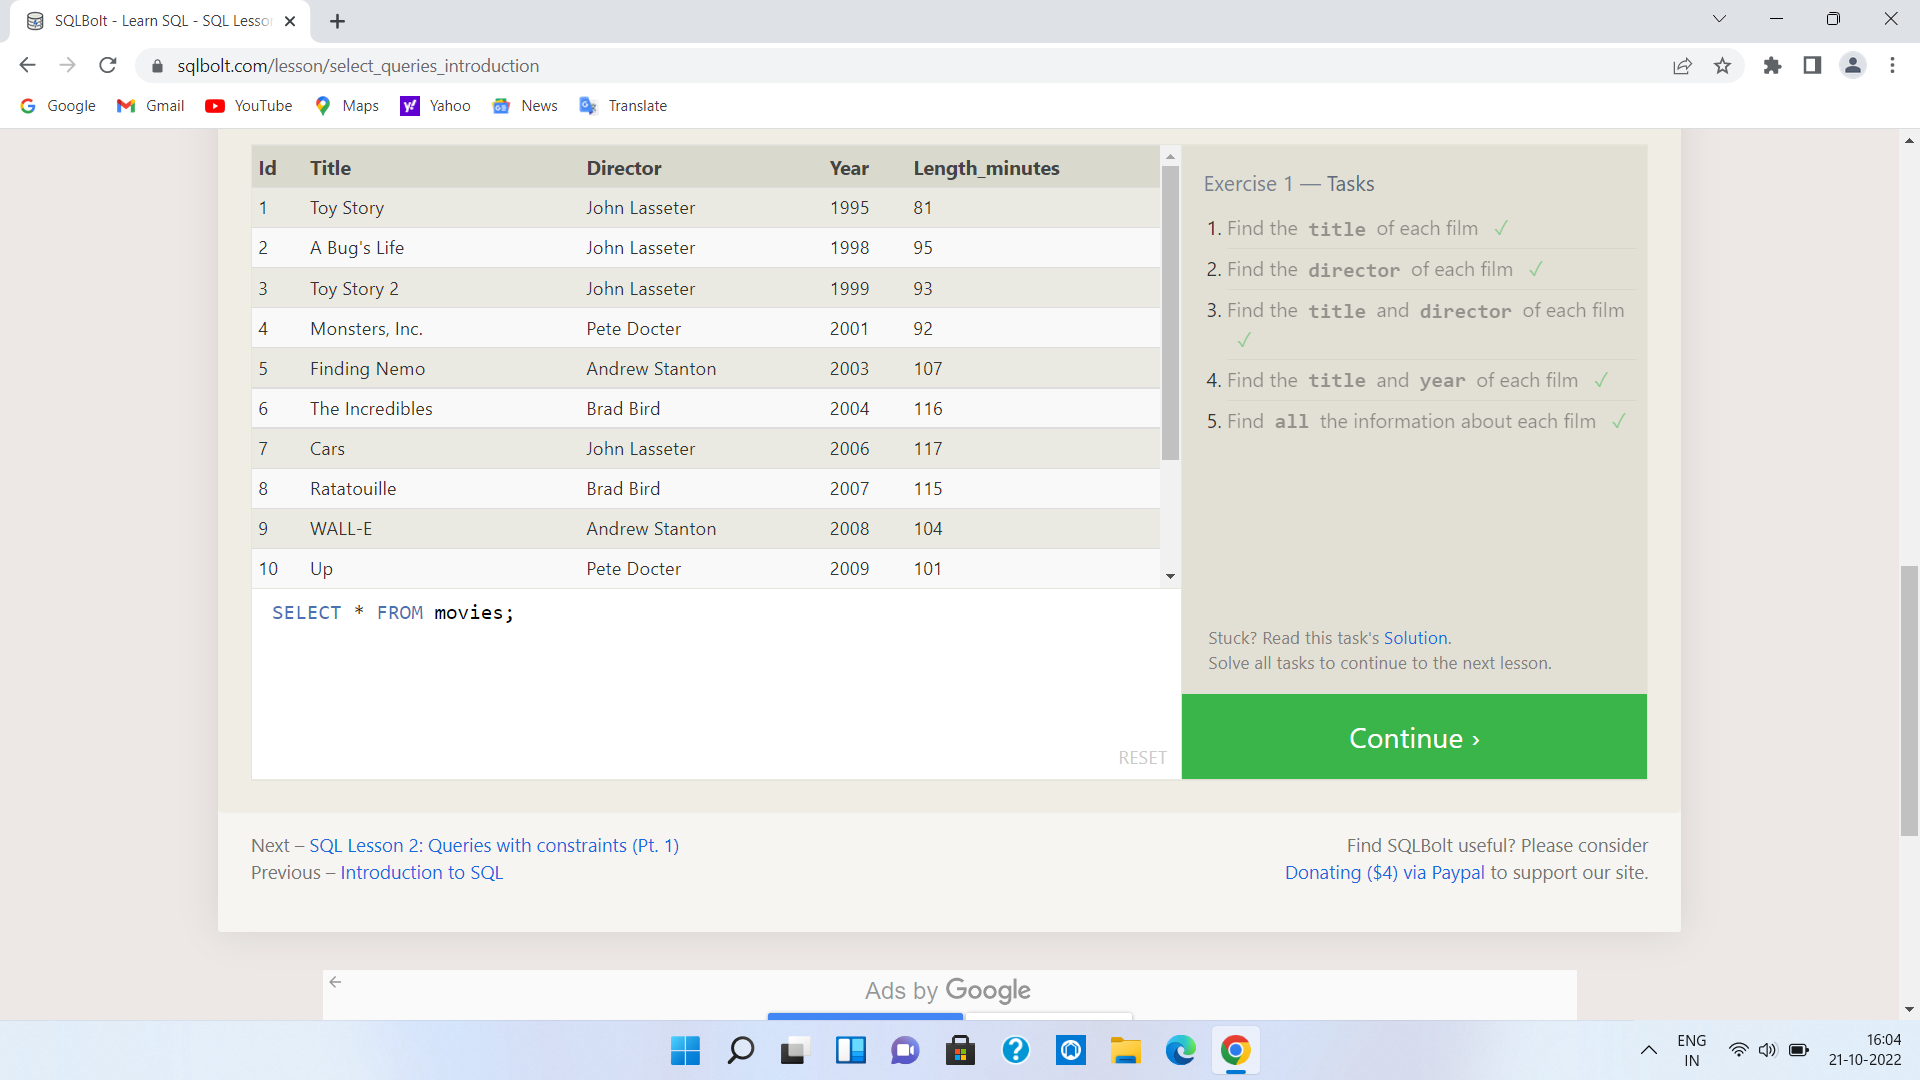 SQLBolt - Learn SQL - SQL Lesso
sqlbolt.com/lesson/select_queries_introduction
Google Gmail YouTube Maps Yahoo News Translate
Id Title Director Year Length_minutes
1 Toy Story John Lasseter 1995 81
2 A Bug's Life John Lasseter 1998 95
3 Toy Story 2 John Lasseter 1999 93
4 Monsters, Inc. Pete Docter 2001 92
5 Finding Nemo Andrew Stanton 2003 107
6 The Incredibles Brad Bird 2004 116
7 Cars John Lasseter 2006 117
8 Ratatouille Brad Bird 2007 115
9 WALL-E Andrew Stanton 2008 104
10 Up Pete Docter 2009 101
SELECT * FROM movies;
RESET
Exercise 1 — Tasks
1. Find the title of each film ✓
2. Find the director of each film ✓
3. Find the title and director of each film
✓
4. Find the title and year of each film ✓
5. Find all the information about each film ✓
Stuck? Read this task's Solution.
Solve all tasks to continue to the next lesson.
Continue ›
Next – SQL Lesson 2: Queries with constraints (Pt. 1)
Previous – Introduction to SQL
Find SQLBolt useful? Please consider
Donating ($4) via Paypal to support our site.
Ads by Google
ENG
IN
16:04
21-10-2022